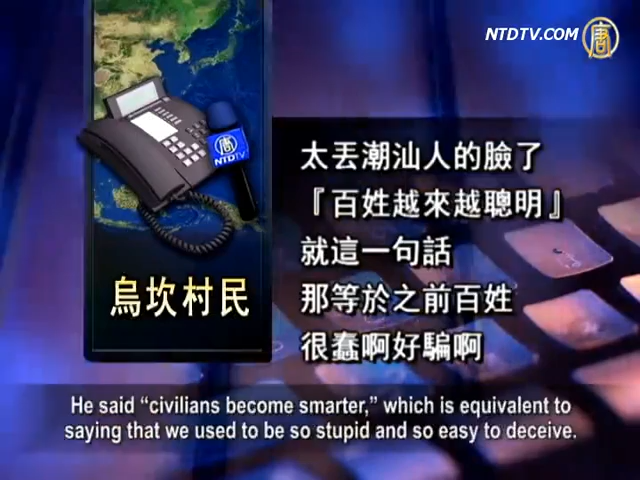 NTDTV.COM 唐
唐
NTDTV
太丟潮汕人的臉了
『百姓越來越聰明』
就這一句話
那等於之前百姓
很蠢啊好騙啊
烏坎村民
He said “civilians become smarter,” which is equivalent to
saying that we used to be so stupid and so easy to deceive.